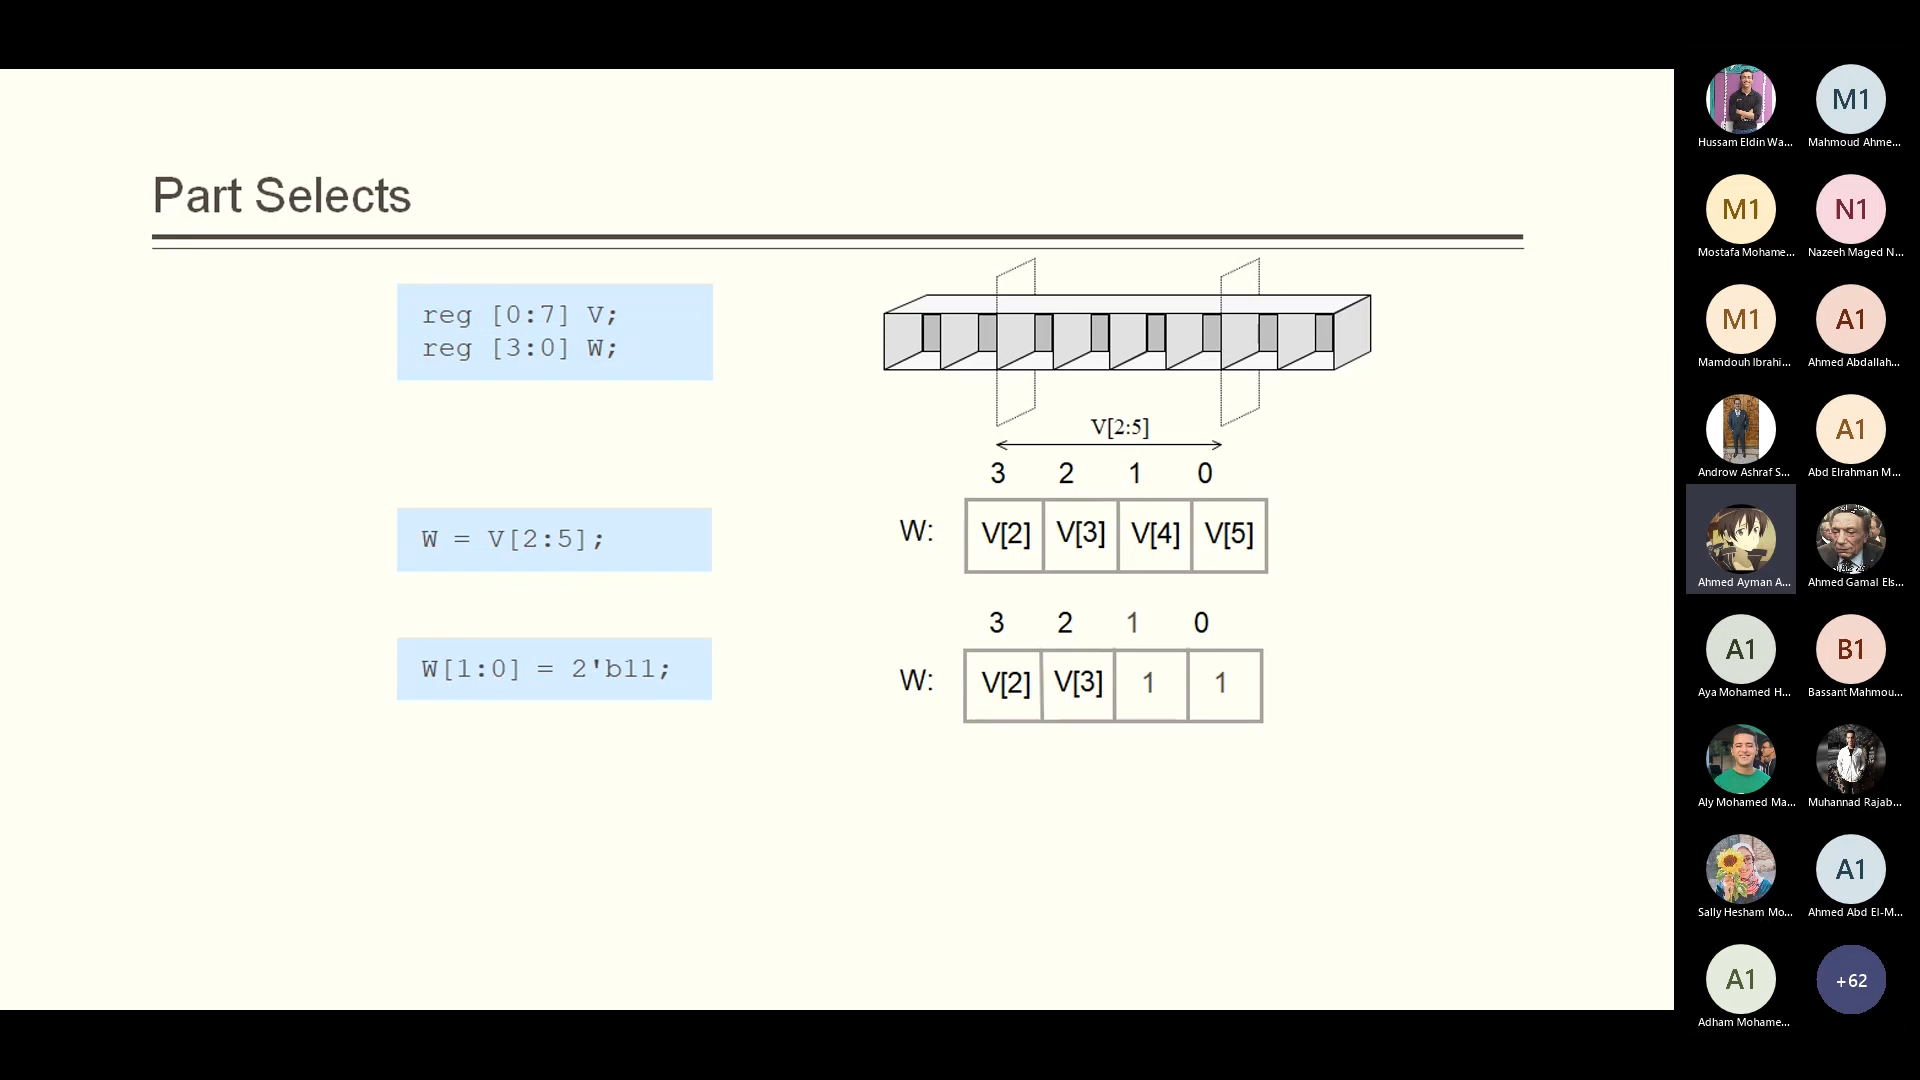 Part Selects
reg [0:7] V;
reg [3:0] W;
V[2:5]
W = V[2:5];
3 2 1 0
W: V[2] V[3] V[4] V[5]
W[1:0] = 2'b11;
3 2 1 0
W: V[2] V[3] 1 1
Hussam Eldin Wa...
M1
Mahmoud Ahme...
M1
Mostafa Mohame...
N1
Nazeeh Maged N...
M1
Mamdouh Ibrahi...
A1
Ahmed Abdallah...
Androw Ashraf S...
A1
Abd Elrahman M...
Ahmed Ayman A...
Ahmed Gamal Els...
A1
Aya Mohamed H...
B1
Bassant Mahmou...
Aly Mohamed Ma...
Muhannad Rajab...
Sally Hesham Mo...
A1
Ahmed Abd El-M...
A1
Adham Mohame...
+62